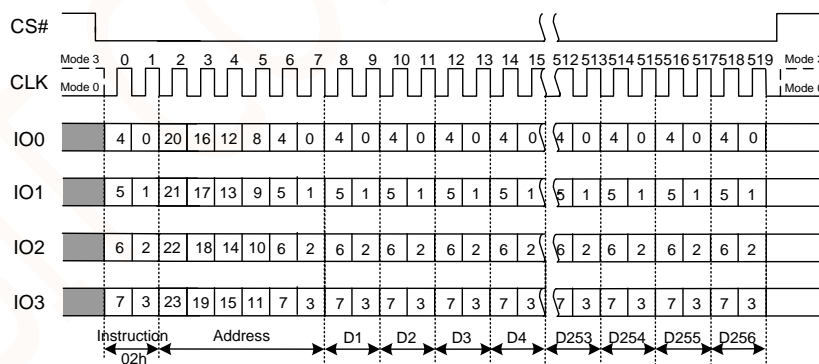 CS#
Mode 3 0 1 2 3 4 5 6 7 8 9 10 11 12 13 14 15 512 513 514 515 516 517 518 519 Mode 3
CLK
Mode 0
IO0 4 0 20 16 12 8 4 0 4 0 4 0 4 0 4 0 4 0 4 0 4 0 4 0
IO1 5 1 21 17 13 9 5 1 5 1 5 1 5 1 5 1 5 1 5 1 5 1 5 1
IO2 6 2 22 18 14 10 6 2 6 2 6 2 6 2 6 2 6 2 6 2 6 2 6 2
IO3 7 3 23 19 15 11 7 3 7 3 7 3 7 3 7 3 7 3 7 3 7 3 7 3
Instruction Address D1 D2 D3 D4 D253 D254 D255 D256
02h